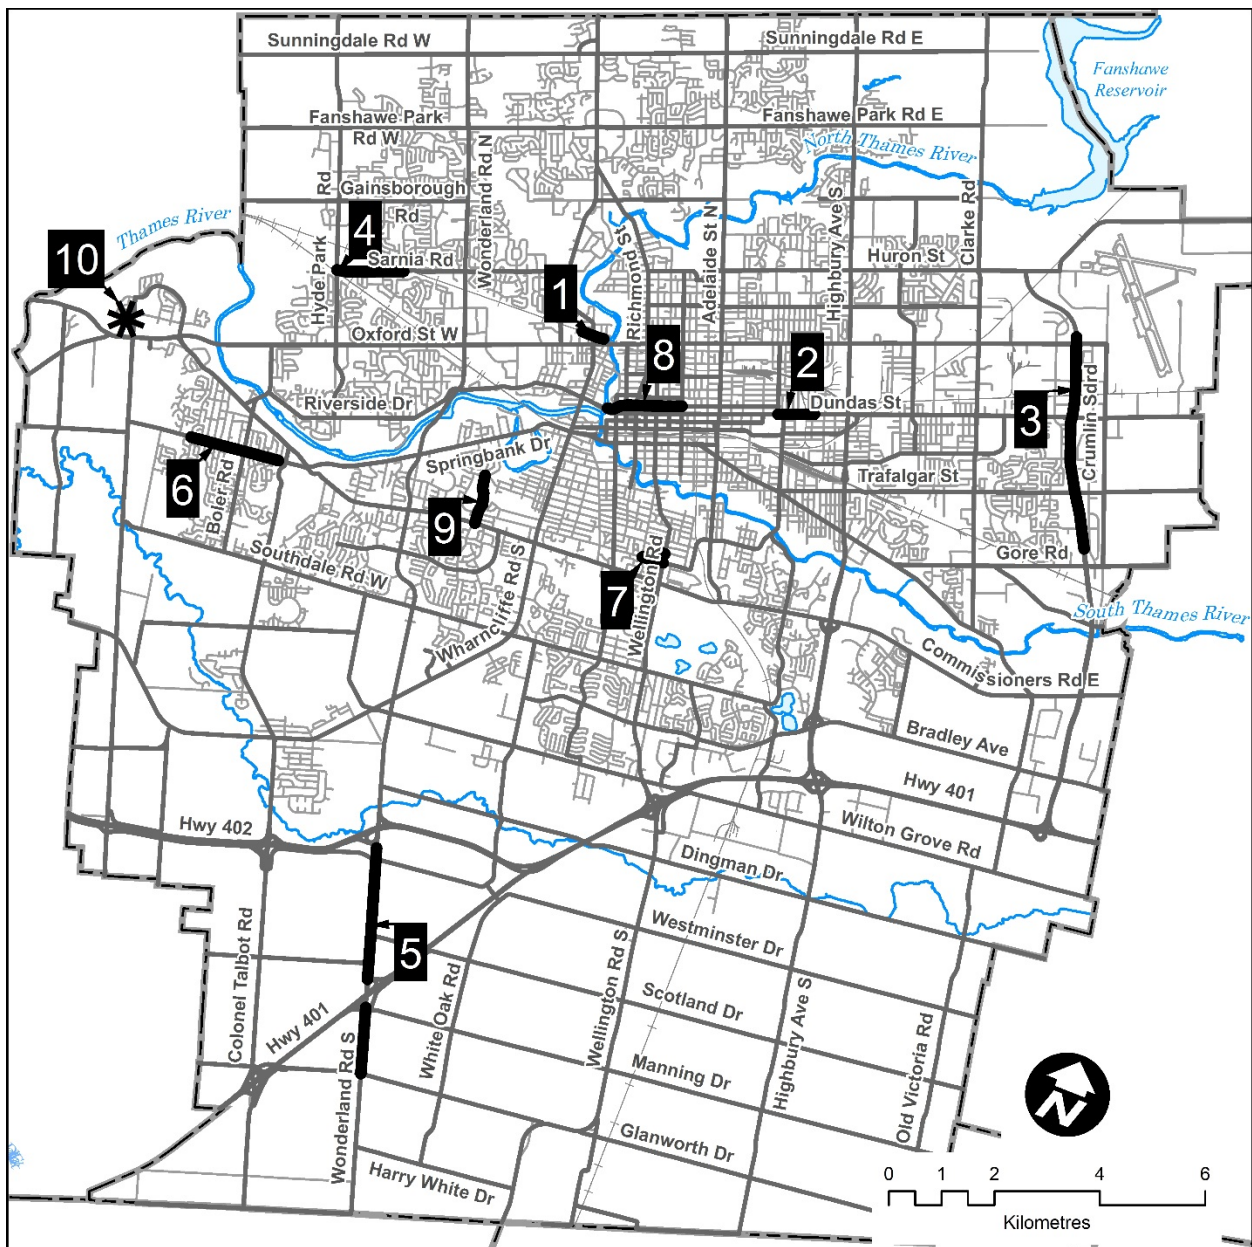 Sunningdale Rd W
Sunningdale Rd E
Fanshawe
Reservoir
Fanshawe Park
Rd W
Fanshawe Park Rd E
North Thames River
Wonderland Rd N
Gainsborough
Rd
Hyde Park
Rd
Thames River
4
Sarnia Rd
10
Richmond St
Adelaide St N
Highbury Ave S
Clarke Rd
Huron St
1
Oxford St W
8
2
Riverside Dr
Dundas St
3
Crumlin Sdrd
Springbank Dr
6
Boler Rd
9
Trafalgar St
Southdale Rd W
Wharncliffe Rd S
7
Wellington Rd
Gore Rd
South Thames River
Commissioners Rd E
Bradley Ave
Hwy 401
Hwy 402
Wilton Grove Rd
Dingman Dr
5
Colonel Talbot Rd
Hwy 401
White Oak Rd
Westminster Dr
Wellington Rd S
Scotland Dr
Highbury Ave S
Old Victoria Rd
Manning Dr
Wonderland Rd S
Glanworth Dr
Harry White Dr
N
0 1 2 4 6
Kilometres